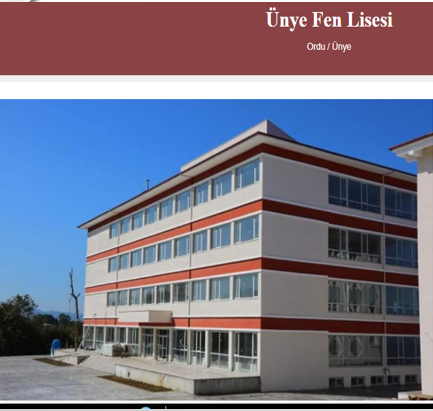 Ünye Fen Lisesi
Ordu / Ünye